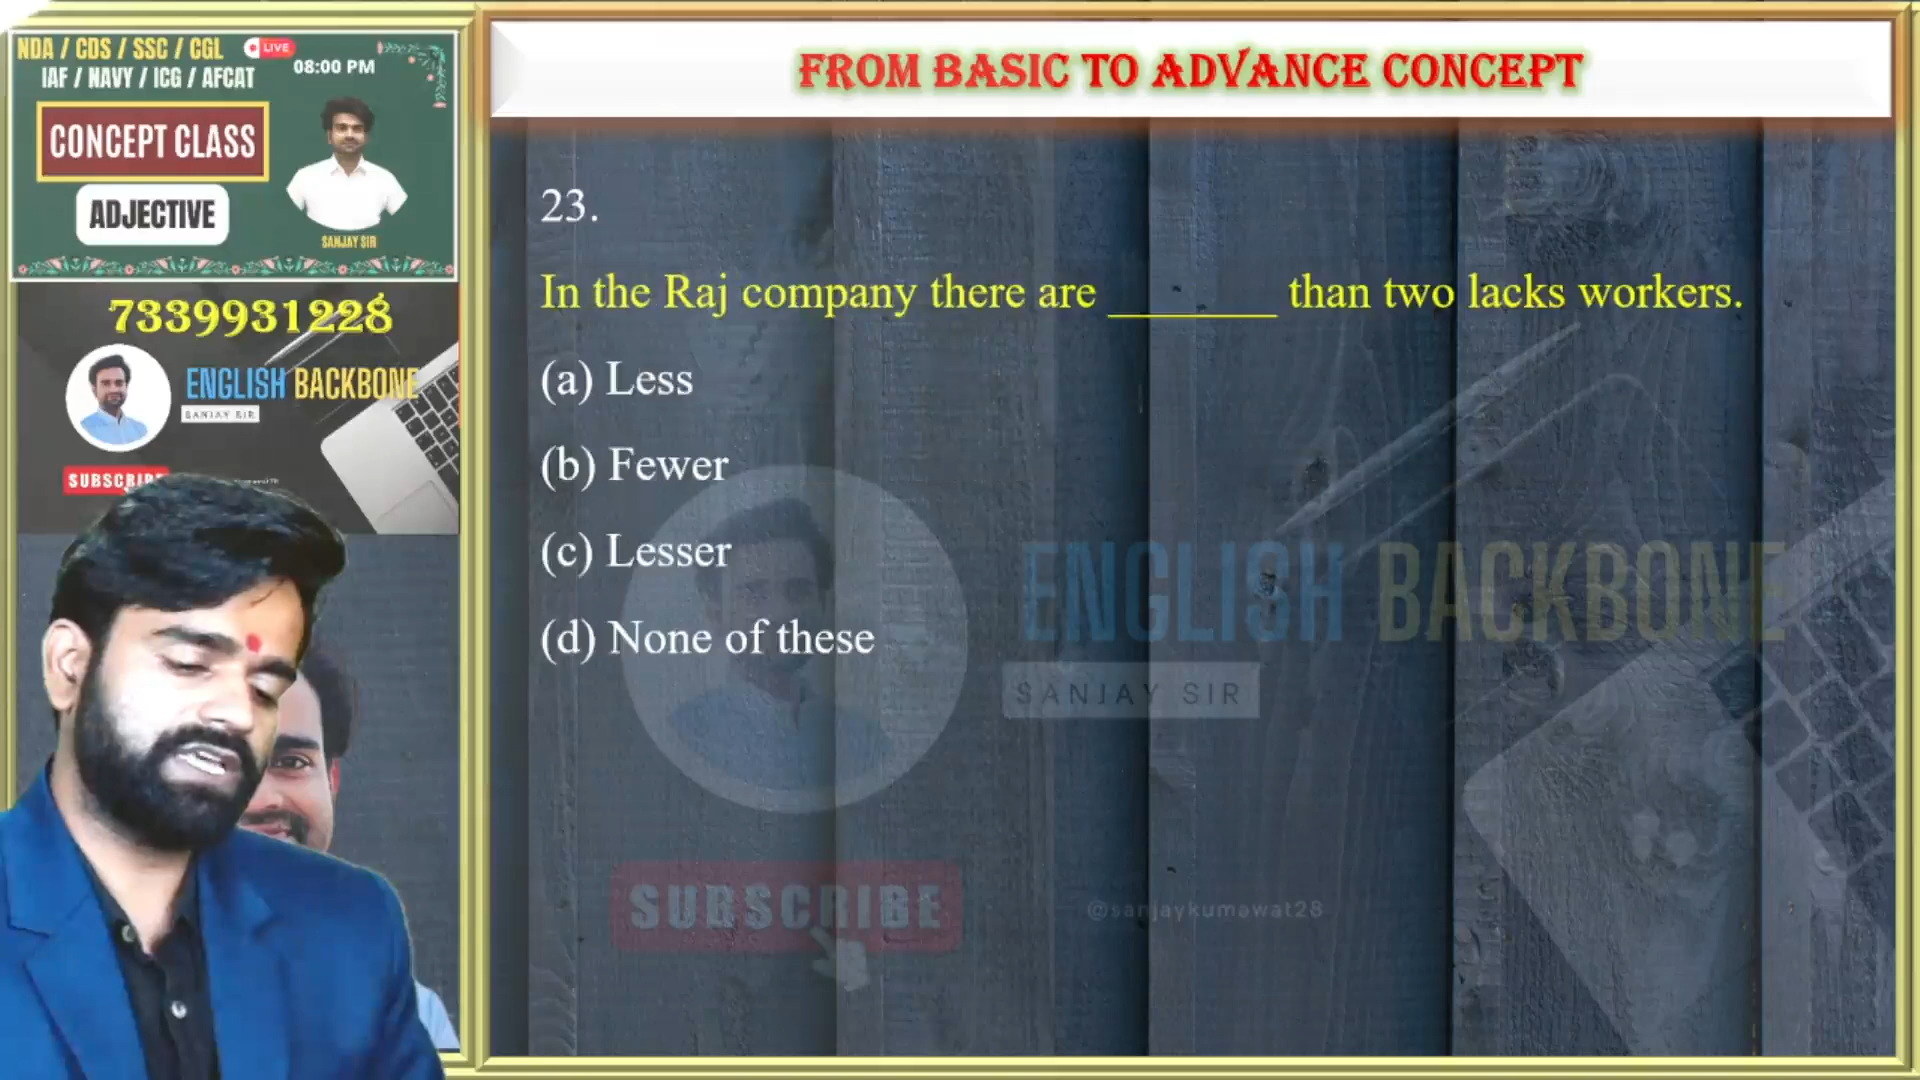 NDA / CDS / SSC / CGL
LIVE
IAF / NAVY / ICG / AFCAT
08:00 PM
CONCEPT CLASS
ADJECTIVE
SANJAY SIR
7339931228
ENGLISH BACKBONE
SANJAY SIR
SUBSCRIBE
FROM BASIC TO ADVANCE CONCEPT
23.
In the Raj company there are _______ than two lacks workers.
(a) Less
(b) Fewer
(c) Lesser
(d) None of these
ENGLISH BACKBONE
SANJAY SIR
SUBSCRIBE
@sanjaykumawat28